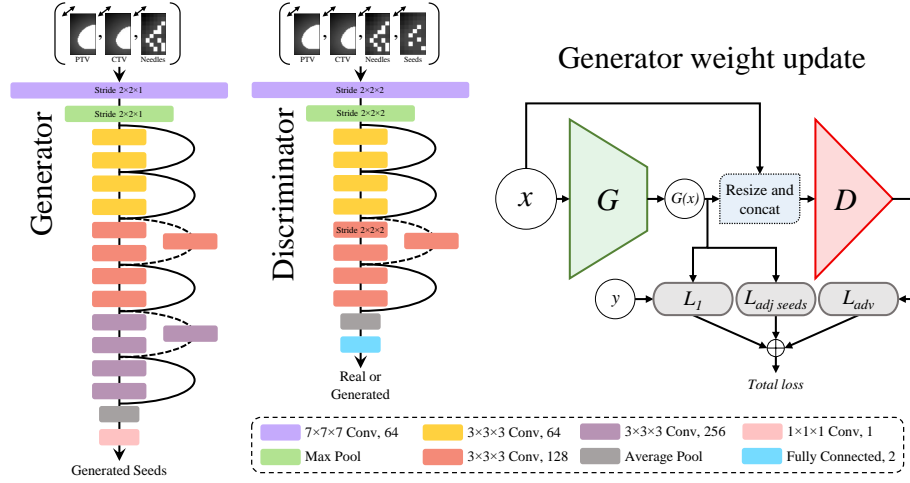 PTV
,
CTV
,
Needles
Stride 2×2×1
Stride 2×2×1
Generator
Generated Seeds
PTV
,
CTV
,
Needles
,
Seeds
Stride 2×2×2
Stride 2×2×2
Discriminator
Stride 2×2×2
Real or
Generated
Generator weight update
x
G
G(x)
Resize and
concat
D
y
L1
Ladj seeds
Ladv
Total loss
7×7×7 Conv, 64
3×3×3 Conv, 64
3×3×3 Conv, 256
1×1×1 Conv, 1
Max Pool
3×3×3 Conv, 128
Average Pool
Fully Connected, 2